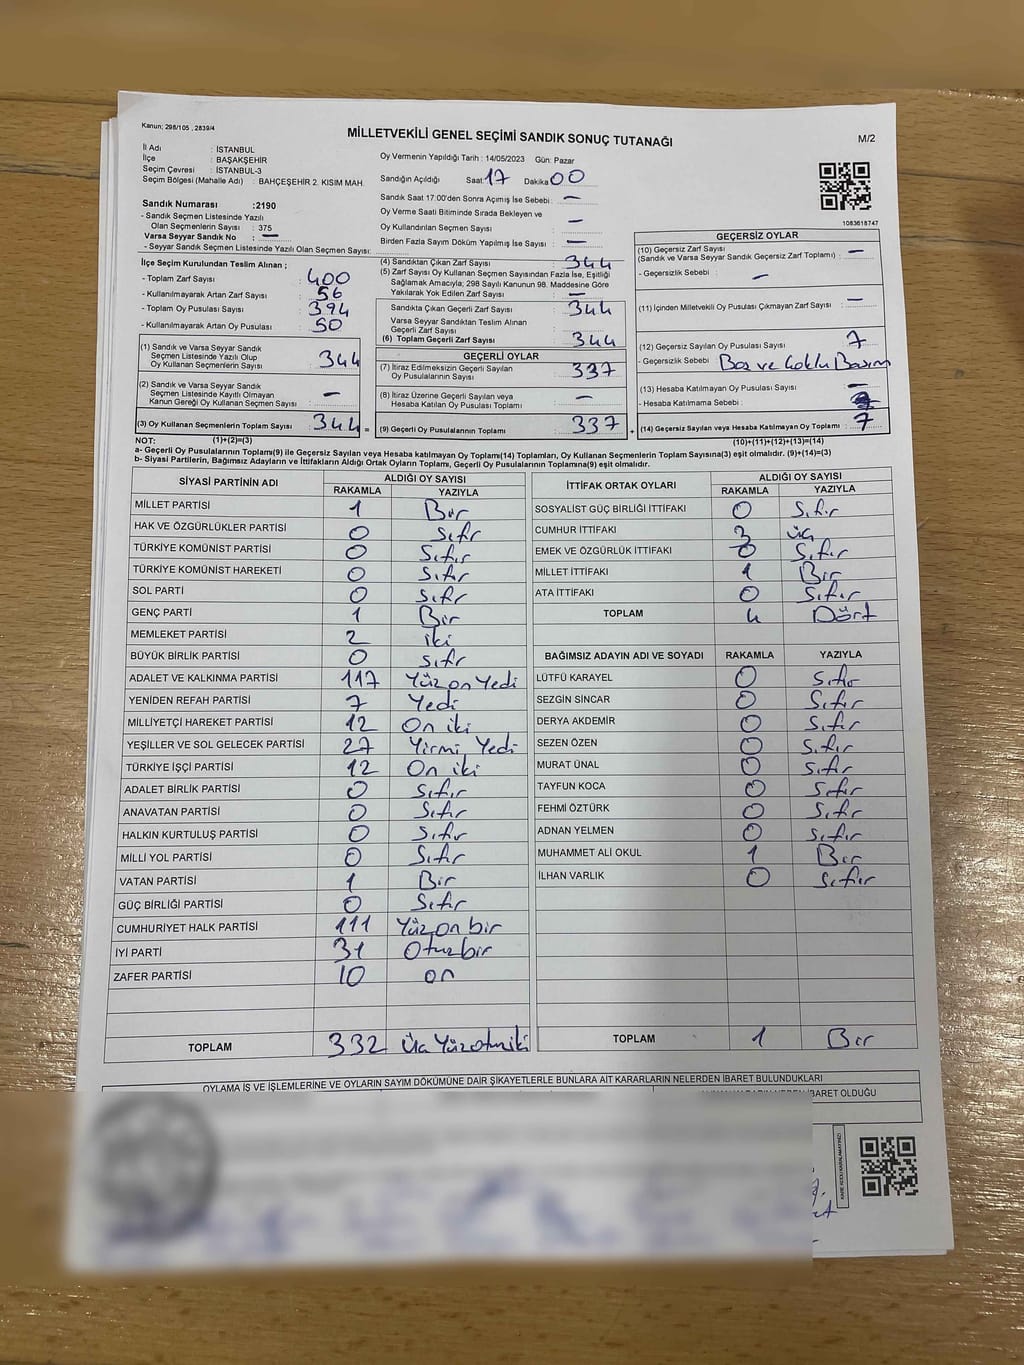 Kanun; 298/105 , 2839/4
MİLLETVEKİLİ GENEL SEÇİMİ SANDIK SONUÇ TUTANAĞI
M/2
İl Adı : İSTANBUL
İlçe : BAŞAKŞEHİR
Seçim Çevresi : İSTANBUL-3
Seçim Bölgesi (Mahalle Adı) : BAHÇEŞEHİR 2. KISIM MAH.
Oy Vermenin Yapıldığı Tarih : 14/05/2023 Gün: Pazar
Sandığın Açıldığı Saat: 17 Dakika 00
Sandık Saat 17.00'den Sonra Açımış İse Sebebi : —
Oy Verme Saati Bitiminde Sırada Bekleyen ve
Oy Kullandırılan Seçmen Sayısı : —
Birden Fazla Sayım Döküm Yapılmış İse Sayısı : —
1083618747
Sandık Numarası :2190
- Sandık Seçmen Listesinde Yazılı
Olan Seçmenlerin Sayısı : 375
Varsa Seyyar Sandık No : —
- Seyyar Sandık Listesinde Yazılı Olan Seçmen Sayısı:
İlçe Seçim Kurulundan Teslim Alınan ;
- Toplam Zarf Sayısı : 400
- Kullanılmayarak Artan Zarf Sayısı : 56
- Toplam Oy Pusulası Sayısı : 394
- Kullanılmayarak Artan Oy Pusulası : 50
(1) Sandık ve Varsa Seyyar Sandık
Seçmen Listesinde Yazılı Olup
Oy Kullanan Seçmenlerin Sayısı : 344
(2) Sandık ve Varsa Seyyar Sandık
Seçmen Listesinde Kayıtlı Olmayan
Kanun Gereği Oy Kullanan Seçmen Sayısı : —
(3) Oy Kullanan Seçmenlerin Toplam Sayısı : 344 =
(4) Sandıktan Çıkan Zarf Sayısı : 344
(5) Zarf Sayısı Oy Kullanan Seçmen Sayısından Fazla İse, Eşitliği
Sağlamak Amacıyla; 298 Sayılı Kanunun 98. Maddesine Göre
Yakılarak Yok Edilen Zarf Sayısı : —
Sandıkta Çıkan Geçerli Zarf Sayısı : 344
Varsa Seyyar Sandıktan Teslim Alınan
Geçerli Zarf Sayısı :
(6) Toplam Geçerli Zarf Sayısı : 344
GEÇERLİ OYLAR
(7) İtiraz Edilmeksizin Geçerli Sayılan
Oy Pusulalarının Sayısı : 337
(8) İtiraz Üzerine Geçerli Sayılan veya
Hesaba Katılan Oy Pusulası Toplamı : —
(9) Geçerli Oy Pusulalarının Toplamı : 337 +
GEÇERSİZ OYLAR
(10) Geçersiz Zarf Sayısı
(Sandık ve Varsa Seyyar Sandık Geçersiz Zarf Toplamı) : —
- Geçersizlik Sebebi : —
(11) İçinden Milletvekili Oy Pusulası Çıkmayan Zarf Sayısı : —
(12) Geçersiz Sayılan Oy Pusulası Sayısı : 7
- Geçersizlik Sebebi : Boş ve Çoklu Basım
(13) Hesaba Katılmayan Oy Pusulası Sayısı : —
- Hesaba Katılmama Sebebi :
(14) Geçersiz Sayılan veya Hesaba Katılmayan Oy Toplamı : 7
NOT: (1)+(2)=(3)
(10)+(11)+(12)+(13)=(14)
a- Geçerli Oy Pusulalarının Toplamı(9) ile Geçersiz Sayılan veya Hesaba Katılmayan Oy Toplamı(14) Toplamları, Oy Kullanan Seçmenlerin Toplam Sayısına(3) eşit olmalıdır. (9)+(14)=(3)
b- Siyasi Partilerin, Bağımsız Adayların ve İttifakların Aldığı Ortak Oyların Toplamı, Geçerli Oy Pusulalarının Toplamına(9) eşit olmalıdır.
SİYASİ PARTİNİN ADI ALDIĞI OY SAYISI
RAKAMLA YAZIYLA
MİLLET PARTİSİ 1 Bir
HAK VE ÖZGÜRLÜKLER PARTİSİ 0 Sıfır
TÜRKİYE KOMÜNİST PARTİSİ 0 Sıfır
TÜRKİYE KOMÜNİST HAREKETİ 0 Sıfır
SOL PARTİ 0 Sıfır
GENÇ PARTİ 1 Bir
MEMLEKET PARTİSİ 2 iki
BÜYÜK BİRLİK PARTİSİ 0 sıfır
ADALET VE KALKINMA PARTİSİ 117 Yüz on Yedi
YENİDEN REFAH PARTİSİ 7 Yedi
MİLLİYETÇİ HAREKET PARTİSİ 12 On iki
YEŞİLLER VE SOL GELECEK PARTİSİ 27 Yirmi Yedi
TÜRKİYE İŞÇİ PARTİSİ 12 On iki
ADALET BİRLİK PARTİSİ 0 Sıfır
ANAVATAN PARTİSİ 0 Sıfır
HALKIN KURTULUŞ PARTİSİ 0 Sıfır
MİLLİ YOL PARTİSİ 0 Sıfır
VATAN PARTİSİ 1 Bir
GÜÇ BİRLİĞİ PARTİSİ 0 Sıfır
CUMHURİYET HALK PARTİSİ 111 Yüz on bir
İYİ PARTİ 31 Otuz bir
ZAFER PARTİSİ 10 on
TOPLAM 332 Üç Yüz otuz iki
İTTİFAK ORTAK OYLARI ALDIĞI OY SAYISI
RAKAMLA YAZIYLA
SOSYALİST GÜÇ BİRLİĞİ İTTİFAKI 0 Sıfır
CUMHUR İTTİFAKI 3 üç
EMEK VE ÖZGÜRLÜK İTTİFAKI 0 Sıfır
MİLLET İTTİFAKI 1 Bir
ATA İTTİFAKI 0 Sıfır
TOPLAM 4 Dört
BAĞIMSIZ ADAYIN ADI VE SOYADI RAKAMLA YAZIYLA
LÜTFÜ KARAYEL 0 Sıfır
SEZGİN SİNCAR 0 Sıfır
DERYA AKDEMİR 0 Sıfır
SEZEN ÖZEN 0 Sıfır
MURAT ÜNAL 0 Sıfır
TAYFUN KOCA 0 Sıfır
FEHMİ ÖZTÜRK 0 Sıfır
ADNAN YELMEN 0 Sıfır
MUHAMMET ALİ OKUL 1 Bir
İLHAN VARLIK 0 Sıfır
TOPLAM 1 Bir
OYLAMA İŞ VE İŞLEMLERİNE VE OYLARIN SAYIM DÖKÜMÜNE DAİR ŞİKAYETLERLE BUNLARA AİT KARARLARIN NELERDEN İBARET BULUNDUKLARI
İBARET OLDUĞU
KARE KODU KARALAMAYINIZ!